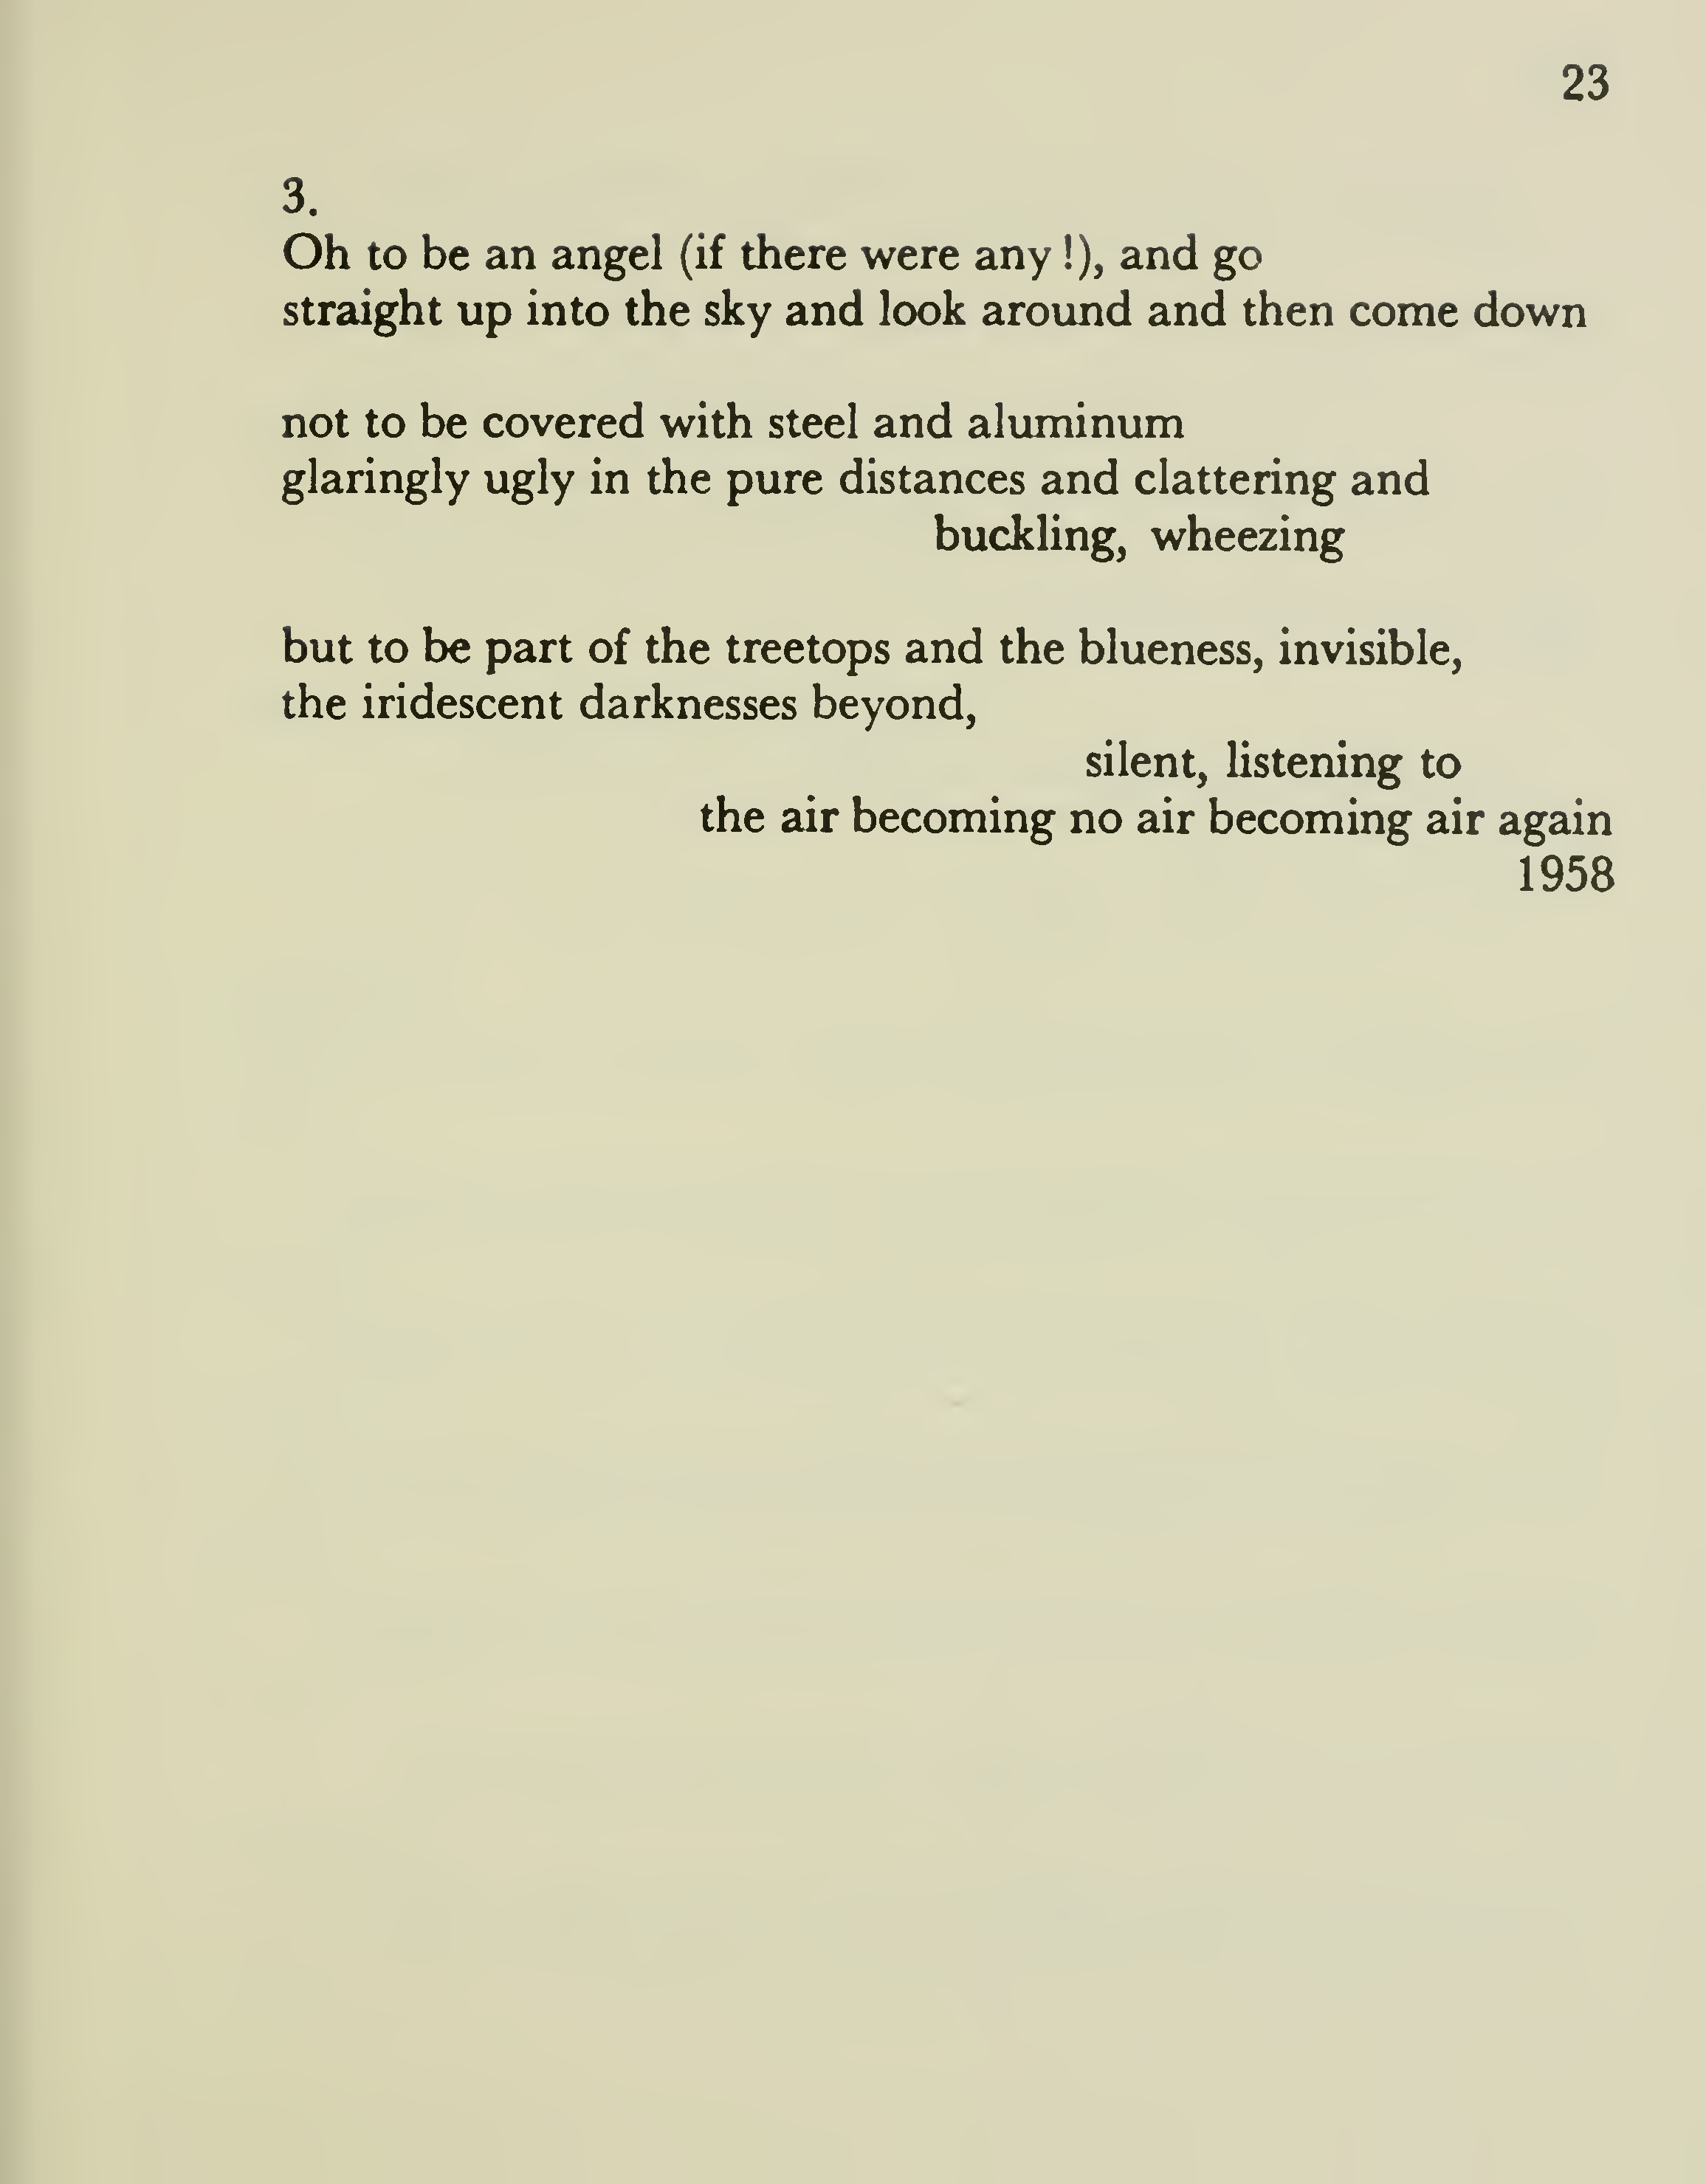 23
3.
Oh to be an angel (if there were any !), and go
straight up into the sky and look around and then come down
not to be covered with steel and aluminum
glaringly ugly in the pure distances and clattering and
buckling, wheezing
but to be part of the treetops and the blueness, invisible,
the iridescent darknesses beyond,
silent, listening to
the air becoming no air becoming air again
1958